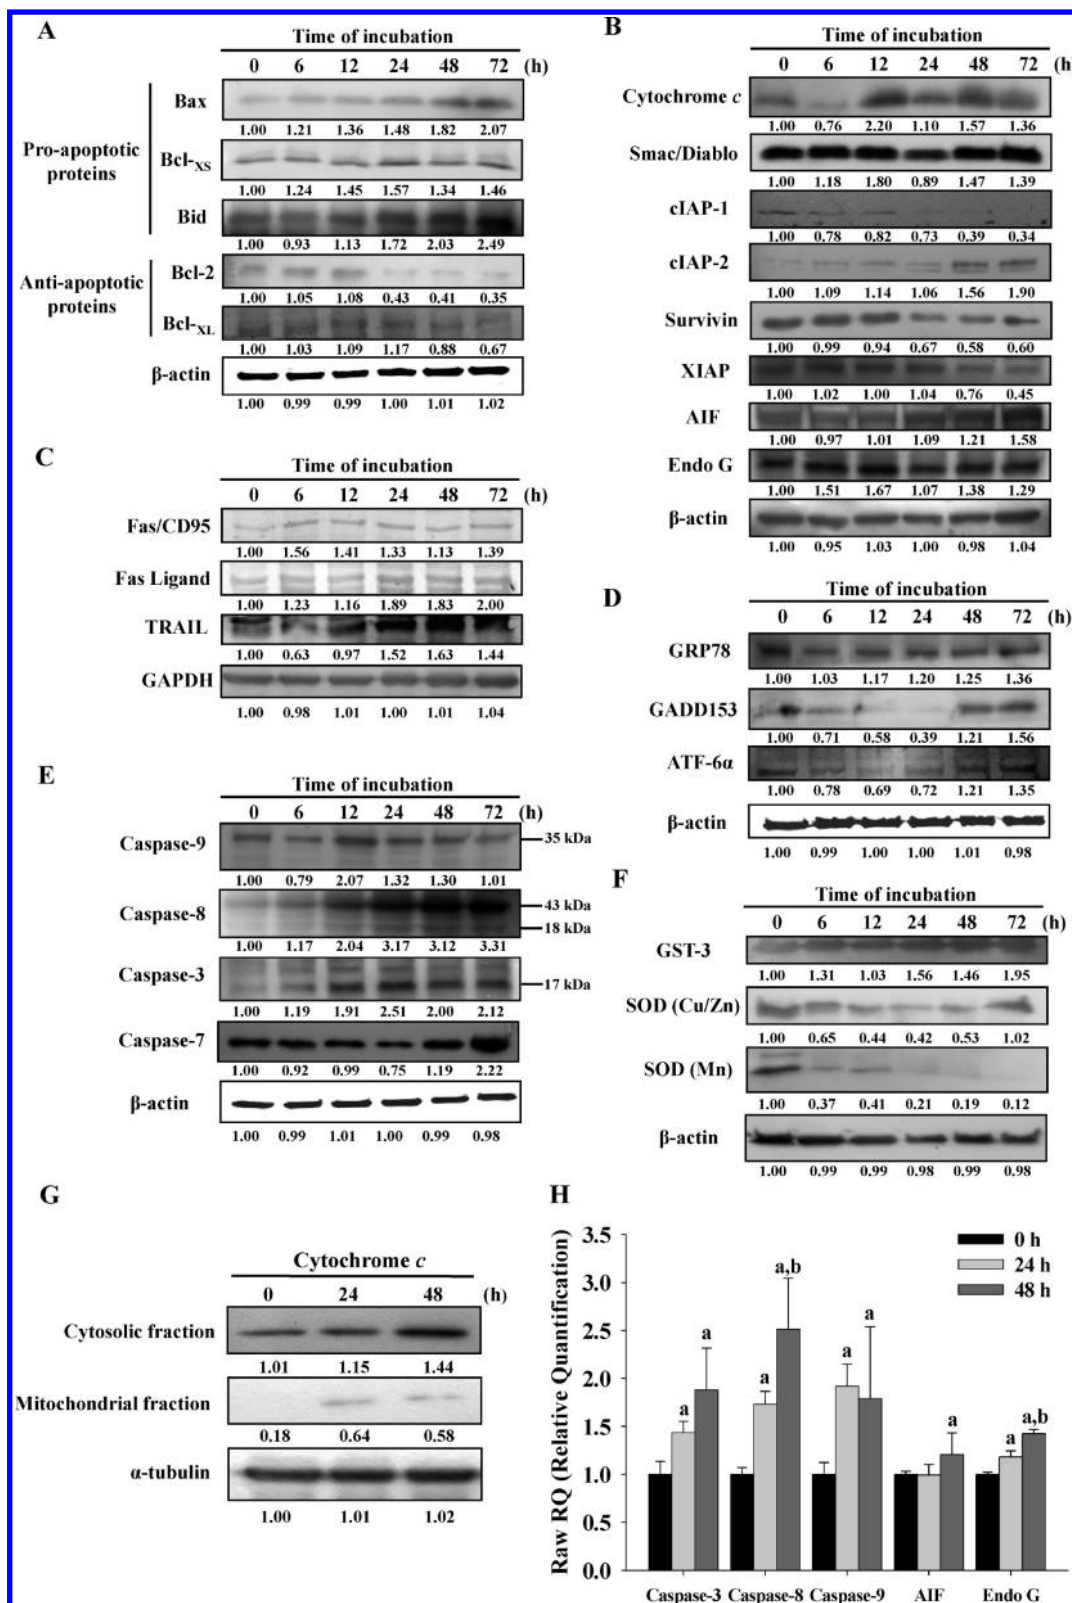 A
Time of incubation
0 6 12 24 48 72 (h)
Pro-apoptotic proteins
Bax
1.00 1.21 1.36 1.48 1.82 2.07
Bcl-XS
1.00 1.24 1.45 1.57 1.34 1.46
Bid
1.00 0.93 1.13 1.72 2.03 2.49
Anti-apoptotic proteins
Bcl-2
1.00 1.05 1.08 0.43 0.41 0.35
Bcl-XL
1.00 1.03 1.09 1.17 0.88 0.67
β-actin
1.00 0.99 0.99 1.00 1.01 1.02
B
Time of incubation
0 6 12 24 48 72 (h)
Cytochrome c
1.00 0.76 2.20 1.10 1.57 1.36
Smac/Diablo
1.00 1.18 1.80 0.89 1.47 1.39
cIAP-1
1.00 0.78 0.82 0.73 0.39 0.34
cIAP-2
1.00 1.09 1.14 1.06 1.56 1.90
Survivin
1.00 0.99 0.94 0.67 0.58 0.60
XIAP
1.00 1.02 1.00 1.04 0.76 0.45
AIF
1.00 0.97 1.01 1.09 1.21 1.58
Endo G
1.00 1.51 1.67 1.07 1.38 1.29
β-actin
1.00 0.95 1.03 1.00 0.98 1.04
C
Time of incubation
0 6 12 24 48 72 (h)
Fas/CD95
1.00 1.56 1.41 1.33 1.13 1.39
Fas Ligand
1.00 1.23 1.16 1.89 1.83 2.00
TRAIL
1.00 0.63 0.97 1.52 1.63 1.44
GAPDH
1.00 0.98 1.01 1.00 1.01 1.04
D
Time of incubation
0 6 12 24 48 72 (h)
GRP78
1.00 1.03 1.17 1.20 1.25 1.36
GADD153
1.00 0.71 0.58 0.39 1.21 1.56
ATF-6α
1.00 0.78 0.69 0.72 1.21 1.35
β-actin
1.00 0.99 1.00 1.00 1.01 0.98
E
Time of incubation
0 6 12 24 48 72 (h)
Caspase-9
35 kDa
1.00 0.79 2.07 1.32 1.30 1.01
Caspase-8
43 kDa
18 kDa
1.00 1.17 2.04 3.17 3.12 3.31
Caspase-3
17 kDa
1.00 1.19 1.91 2.51 2.00 2.12
Caspase-7
1.00 0.92 0.99 0.75 1.19 2.22
β-actin
1.00 0.99 1.01 1.00 0.99 0.98
F
Time of incubation
0 6 12 24 48 72 (h)
GST-3
1.00 1.31 1.03 1.56 1.46 1.95
SOD (Cu/Zn)
1.00 0.65 0.44 0.42 0.53 1.02
SOD (Mn)
1.00 0.37 0.41 0.21 0.19 0.12
β-actin
1.00 0.99 0.99 0.98 0.99 0.98
G
Cytochrome c
0 24 48 (h)
Cytosolic fraction
1.01 1.15 1.44
Mitochondrial fraction
0.18 0.64 0.58
α-tubulin
1.00 1.01 1.02
H
Raw RQ (Relative Quantification)
3.5
3.0
2.5
2.0
1.5
1.0
0.5
0.0
0 h
24 h
48 h
a a a,b a a a a a,b
Caspase-3 Caspase-8 Caspase-9 AIF Endo G